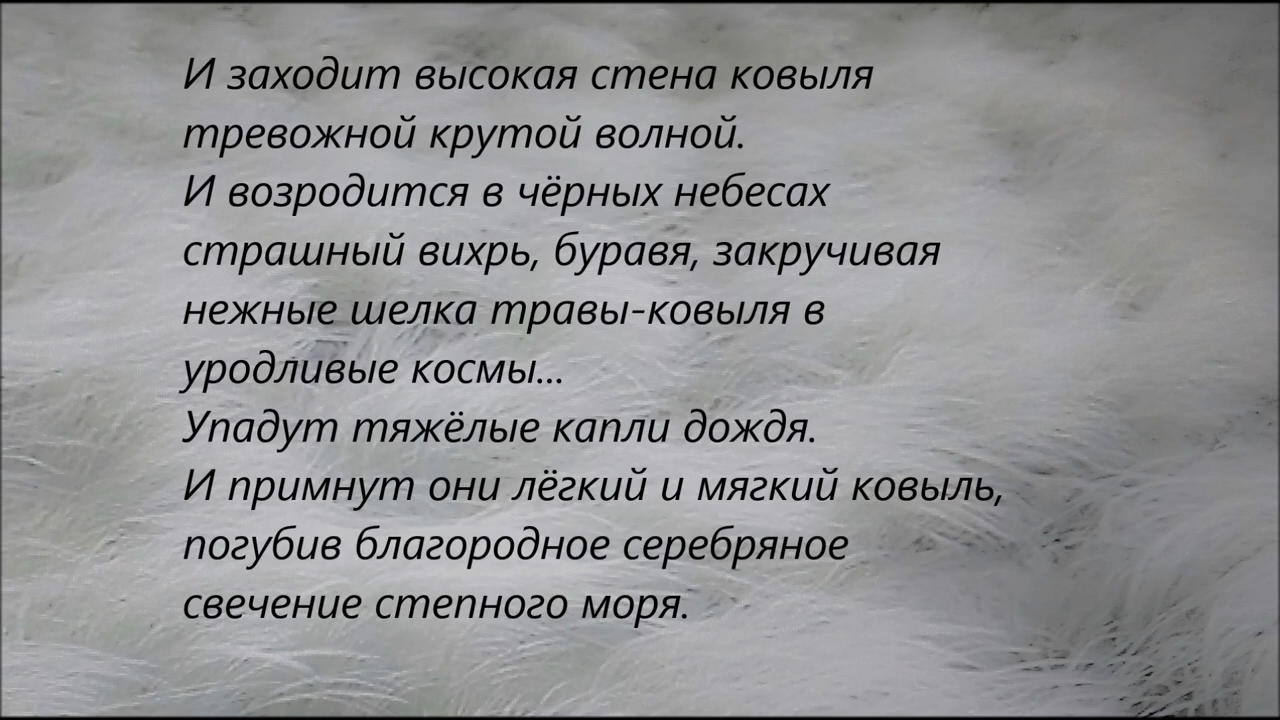 И заходит высокая стена ковыля
тревожной крутой волной.
И возродится в чёрных небесах
страшный вихрь, буравя, закручивая
нежные шелка травы-ковыля в
уродливые космы...
Упадут тяжёлые капли дождя.
И примнут они лёгкий и мягкий ковыль,
погубив благородное серебряное
свечение степного моря.